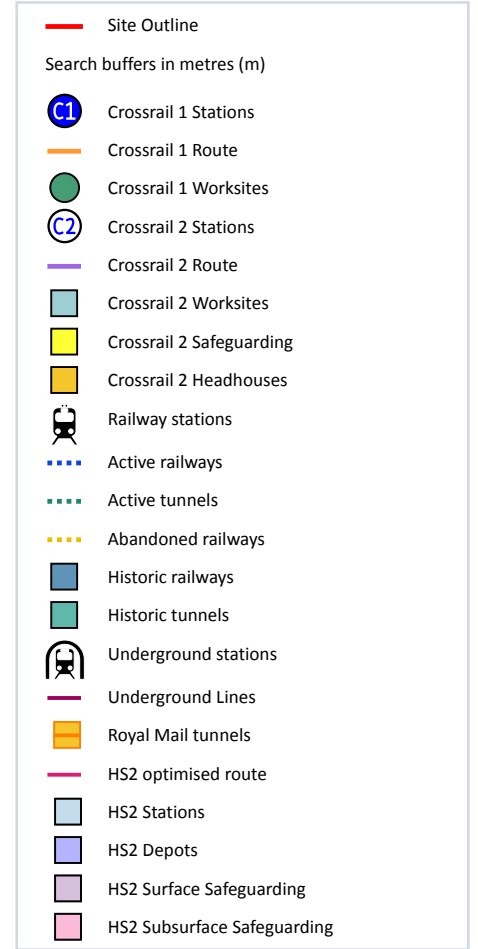 Site Outline
Search buffers in metres (m)
C1 Crossrail 1 Stations
Crossrail 1 Route
Crossrail 1 Worksites
C2 Crossrail 2 Stations
Crossrail 2 Route
Crossrail 2 Worksites
Crossrail 2 Safeguarding
Crossrail 2 Headhouses
Railway stations
Active railways
Active tunnels
Abandoned railways
Historic railways
Historic tunnels
Underground stations
Underground Lines
Royal Mail tunnels
HS2 optimised route
HS2 Stations
HS2 Depots
HS2 Surface Safeguarding
HS2 Subsurface Safeguarding